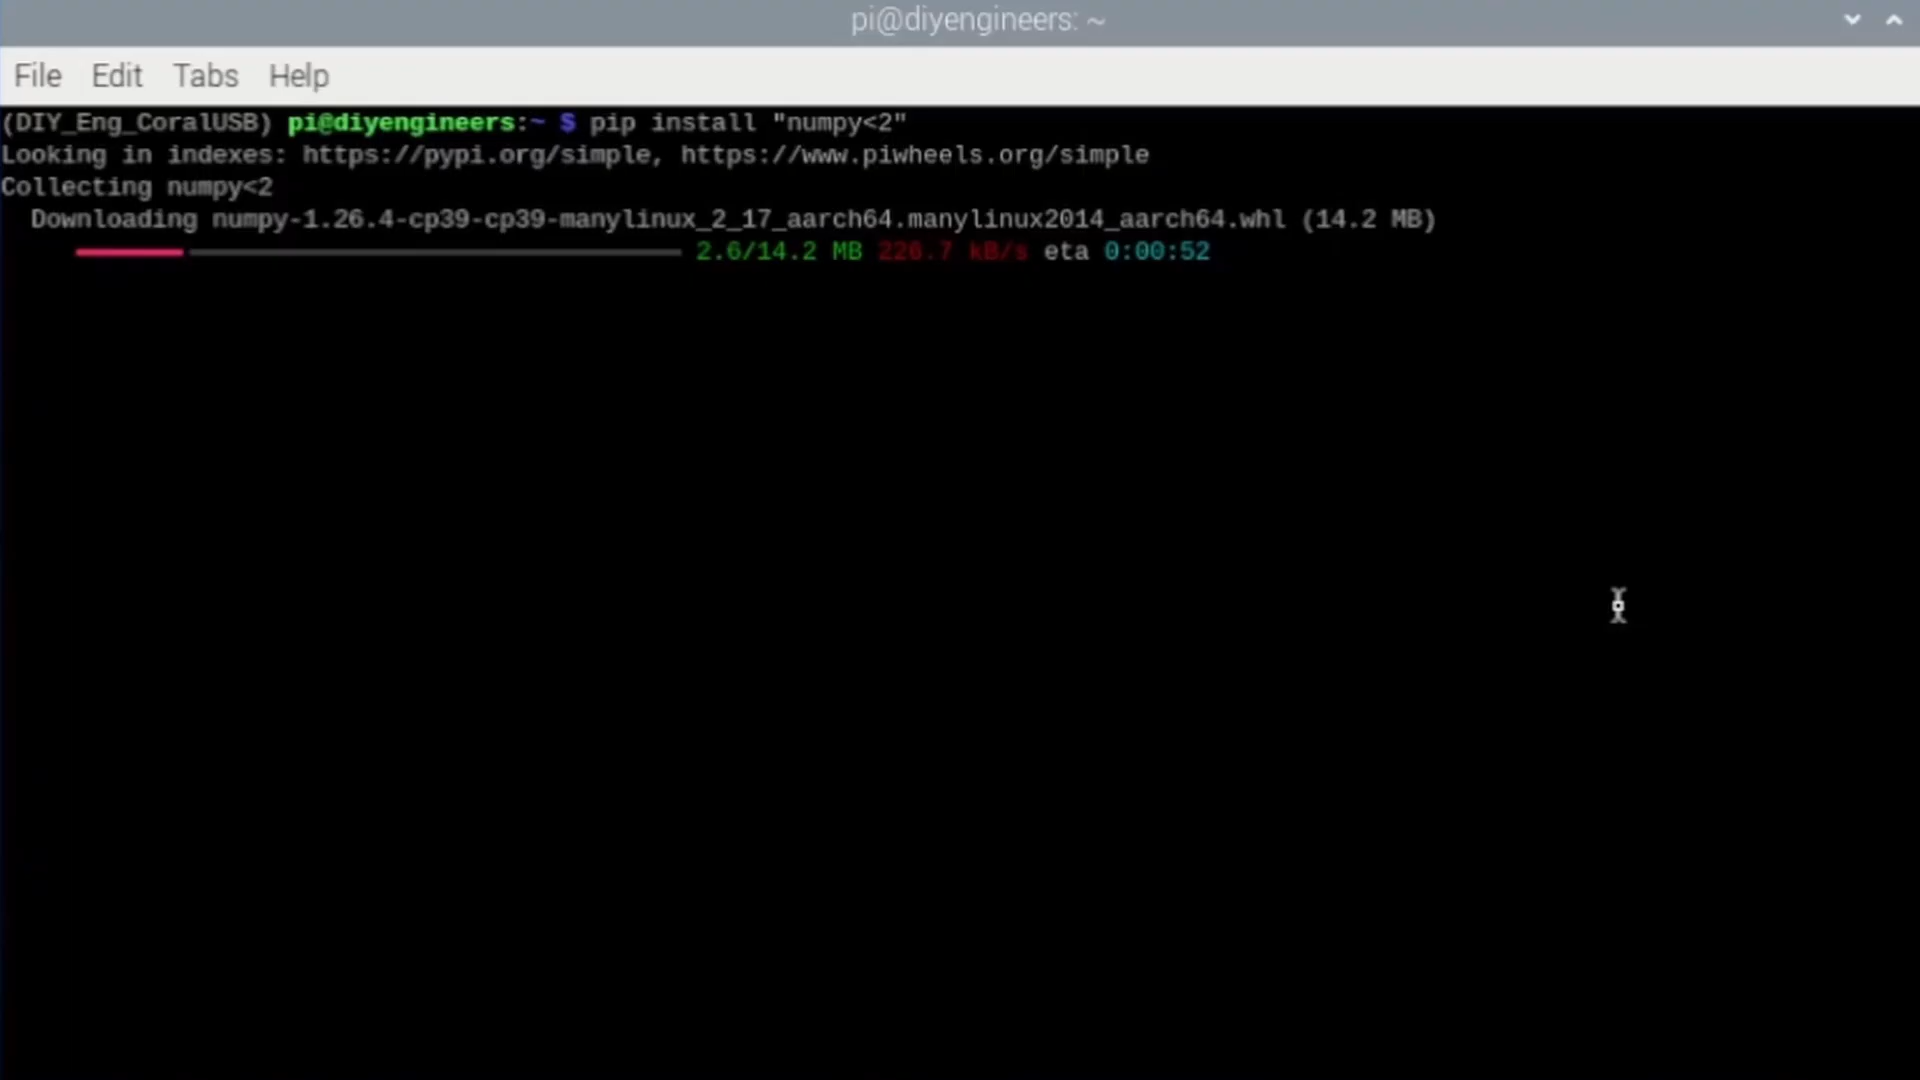 pi@diyengineers: ~
File Edit Tabs Help
(DIY_Eng_CoralUSB) pi@diyengineers:~ $ pip install "numpy<2"
Looking in indexes: https://pypi.org/simple, https://www.piwheels.org/simple
Collecting numpy<2
Downloading numpy-1.26.4-cp39-cp39-manylinux_2_17_aarch64.manylinux2014_aarch64.whl (14.2 MB)
2.6/14.2 MB 226.7 kB/s eta 0:00:52